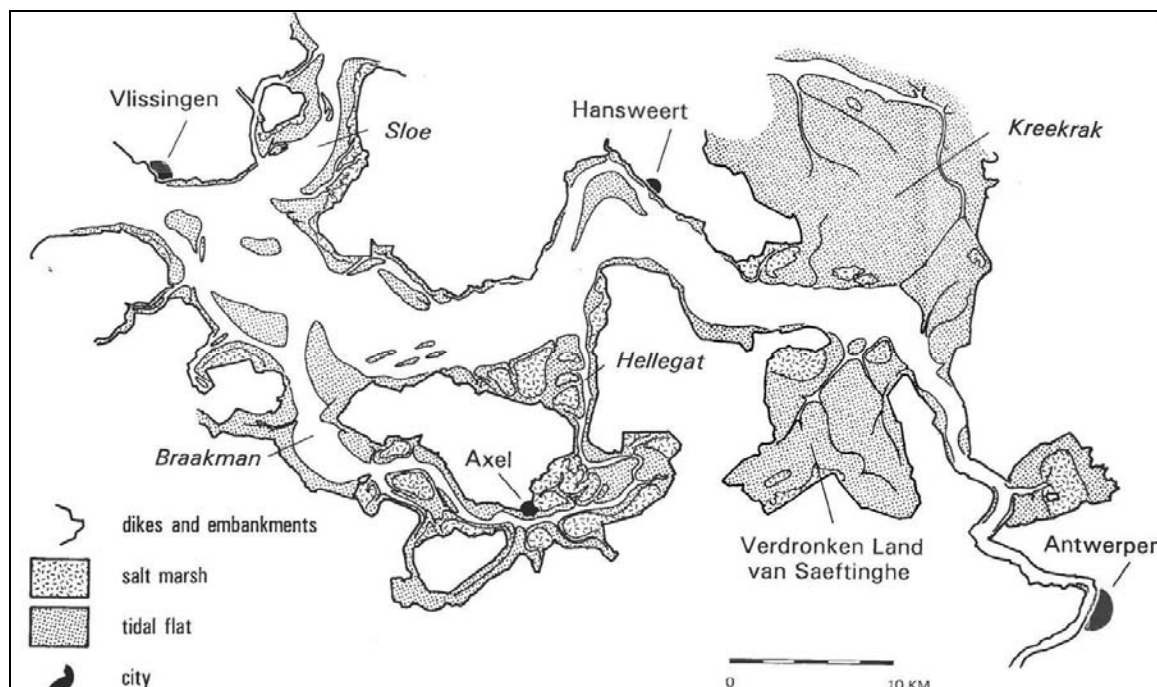 Vlissingen
Sloe
Hansweert
Kreekrak
Hellegat
Braakman
Axel
Verdronken Land
van Saeftinghe
Antwerpen
dikes and embankments
salt marsh
tidal flat
city
0 10 KM